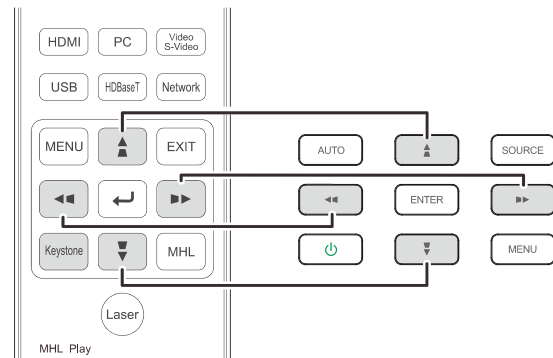 HDMI
PC
Video
S-Video
USB
HDBaseT
Network
MENU
EXIT
Keystone
MHL
Laser
MHL Play
AUTO
SOURCE
ENTER
MENU